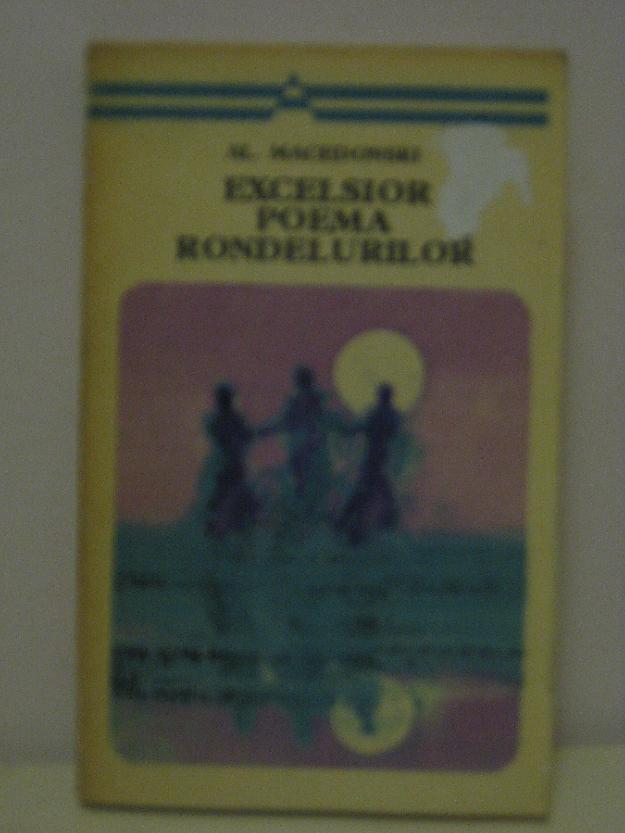 AL. MACEDONSKI
EXCELSIOR
POEMA
RONDELURILOR